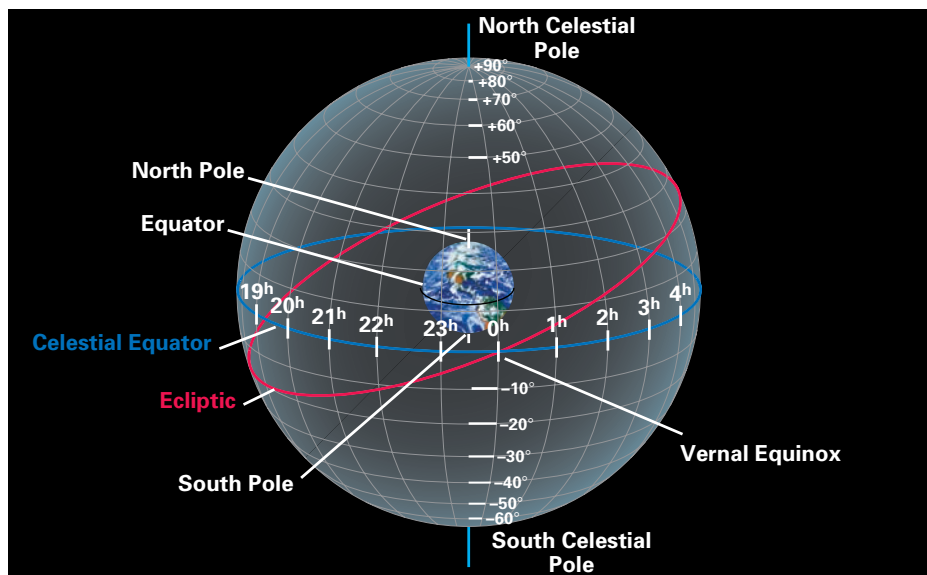 North Celestial
Pole
+90°
+80°
+70°
+60°
+50°
North Pole
Equator
19ʰ
20ʰ
21ʰ
22ʰ
23ʰ
0ʰ
1ʰ
2ʰ
3ʰ
4ʰ
Celestial Equator
Ecliptic
−10°
−20°
−30°
−40°
−50°
−60°
Vernal Equinox
South Pole
South Celestial
Pole